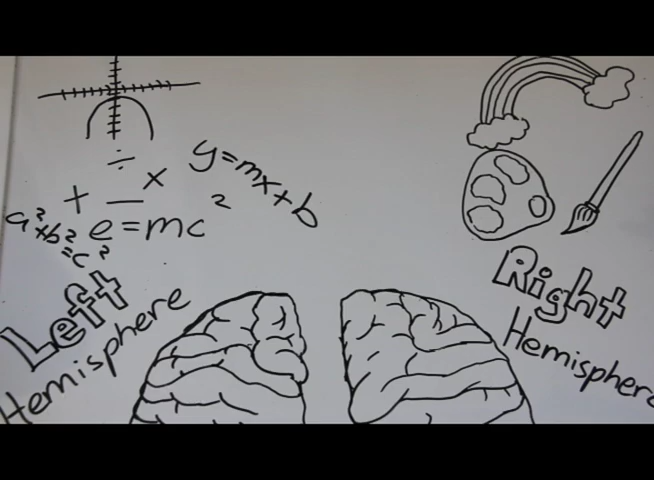 ÷
+ — ×
y=mx+b
a²+b²
=c²
e=mc²
Left
Hemisphere
Right
Hemisphere